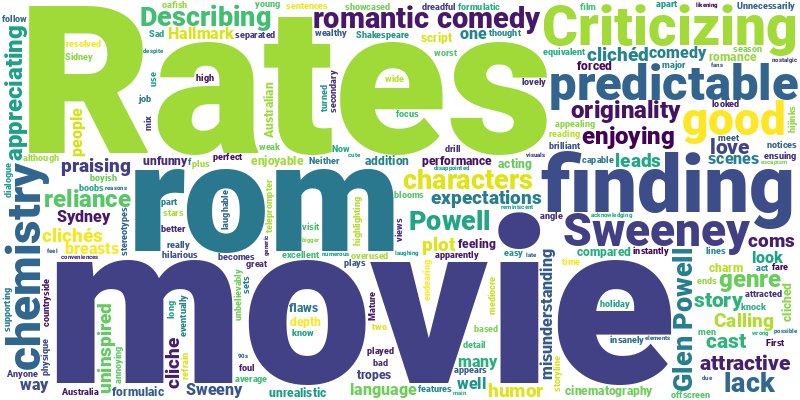 oafish young sentences showcased dreadful formulatic film apart likening Unnecessarily
follow Describing romantic comedy Criticizing
Sad Hallmark separated wealthy Shakespeare script one thought equivalent clichéd comedy season
Rates
resolved Sidney high wide worst despite forced major romance fans nostalgic
appreciating use Australian turned secondary lovely predictable
job mix focus originality looked good
people appealing enjoying hijinks
weak Now cute drill reading brilliant meet love notices
although unfunny f perfect enjoyable Neither addition performance acting capable leads scenes ensuing
dialogue praising boyish plus disappointed visuals escapism
chemistry boobs reasons part laughable teleprompter characters finding
reliance stars rom visit highlighting blooms expectations reminiscent
Sydney better bigger views Powell angle acknowledging Sweeney
clichés stereotypes really generic numerous plot feeling coms
feel breasts hilarious becomes excellent overused laughing apparently easy late compared instantly lines look
conveniences great plays time charm act fare
supporting countryside unbelievably sets movie endearing mediocre misunderstanding Glen Powell ends genre
long eventually flaws Mature holiday story attracted cliched
uninspired depth two knock
know based men Calling wrong possible
annoying cliche refrain 90s played detail insanely elements cast First
physique foul bad many storyline
Anyone average tropes appears attractive
way formulaic Sweeny language features well humor due lack
Australia unrealistic main cinematography offscreen